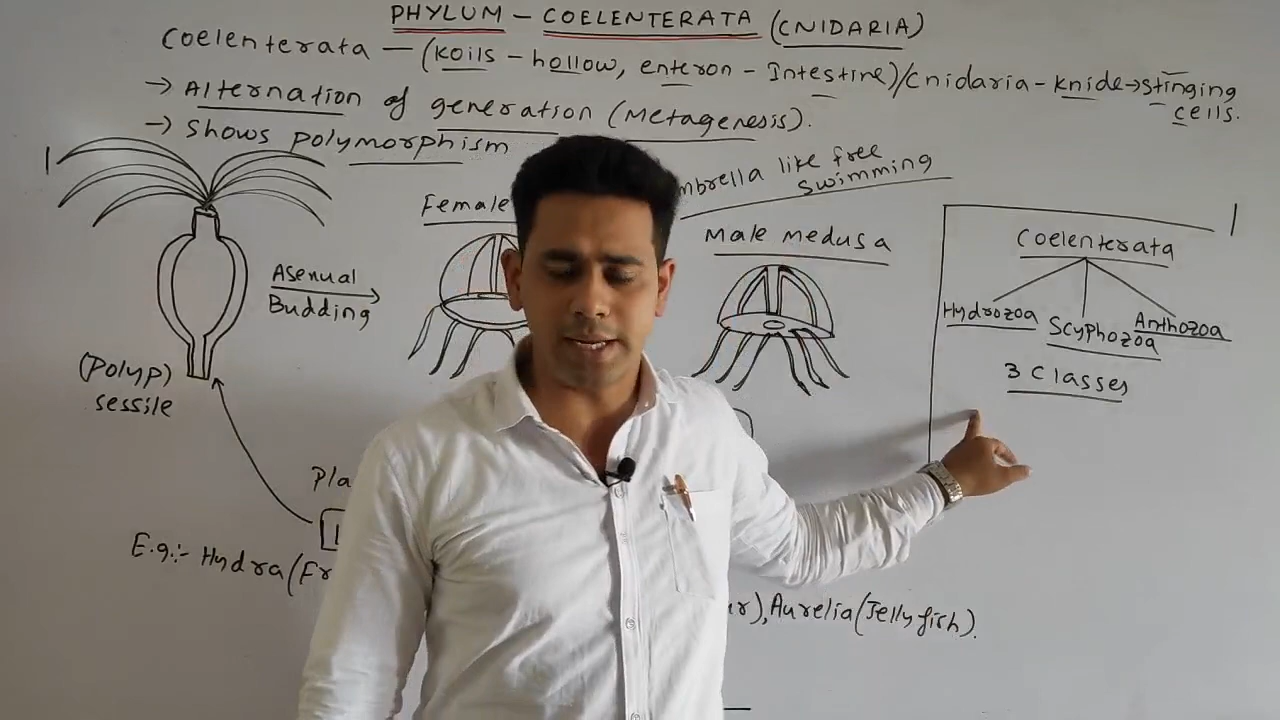 PHYLUM - COELENTERATA (CNIDARIA)
Coelenterata - (koils - hollow, enteron - Intestine)/Cnidaria - knide → stinging cells.
→ Alternation of generation (Metagenesis).
→ Shows polymorphism
umbrella like free swimming
Female
Male medusa
Asexual
Budding
(Polyp)
sessile
Coelenterata
Hydrozoa
Scyphozoa
Anthozoa
3 Classes
E.g:- Hydra (Fr
), Aurelia (Jelly fish).